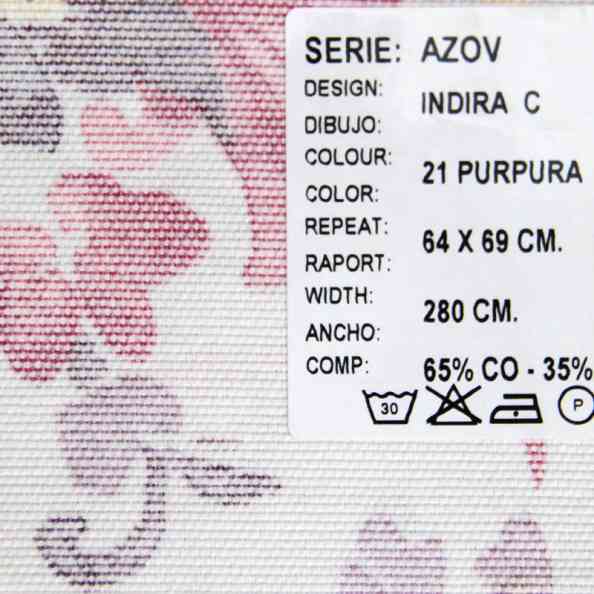 SERIE: AZOV
DESIGN:
DIBUJO: INDIRA C
COLOUR:
COLOR: 21 PURPURA
REPEAT:
RAPORT: 64 X 69 CM.
WIDTH:
ANCHO: 280 CM.
COMP: 65% CO - 35%
30 P